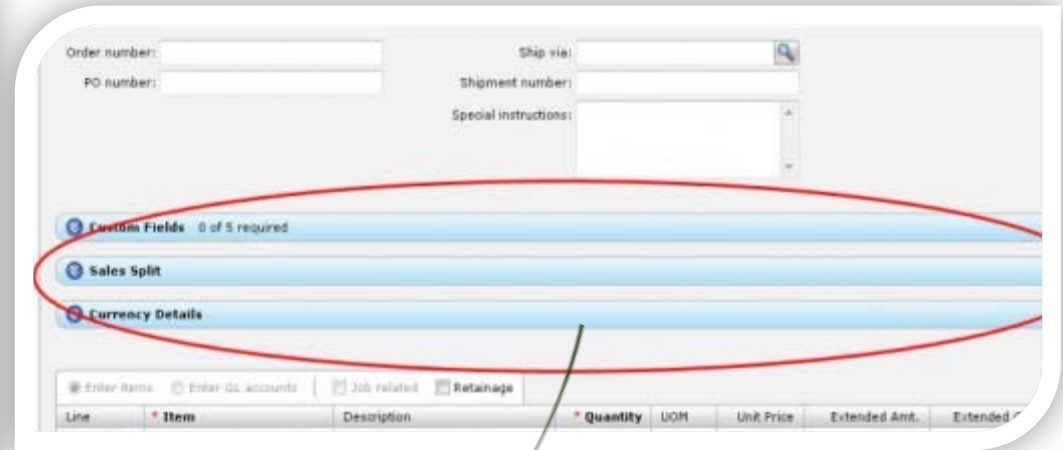 Order number:
Ship via:
PO number:
Shipment number:
Special instructions:
Custom Fields 0 of 5 required
Sales Split
Currency Details
Enter items Enter GL accounts Job related Retainage
Line * Item Description * Quantity UOM Unit Price Extended Amt. Extended